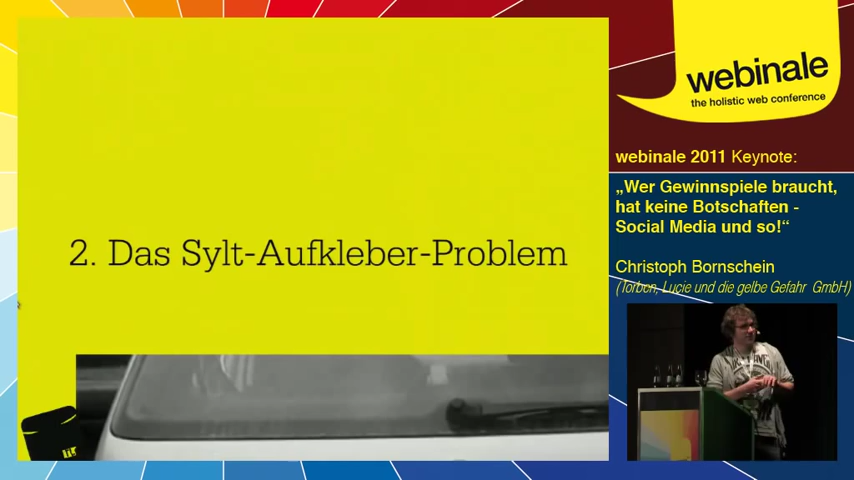 2. Das Sylt-Aufkleber-Problem
webinale
the holistic web conference
webinale 2011 Keynote:
„Wer Gewinnspiele braucht,
hat keine Botschaften -
Social Media und so!“
Christoph Bornschein
(Torben, Lucie und die gelbe Gefahr GmbH)